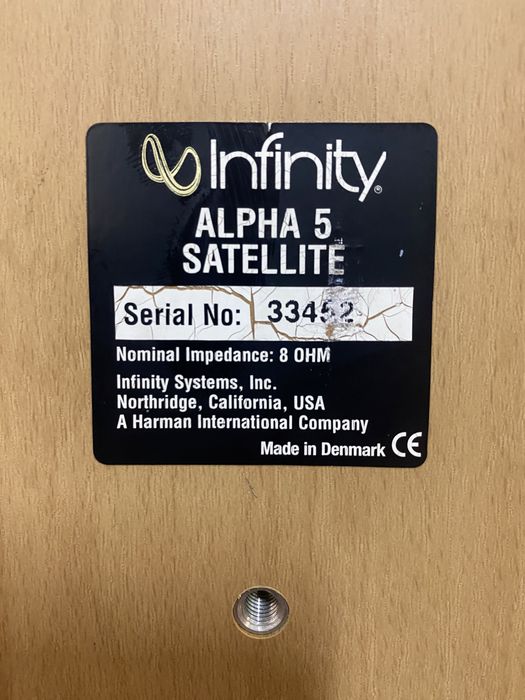 Infinity®
ALPHA 5
SATELLITE
Serial No: 33452
Nominal Impedance: 8 OHM
Infinity Systems, Inc.
Northridge, California, USA
A Harman International Company
Made in Denmark CE